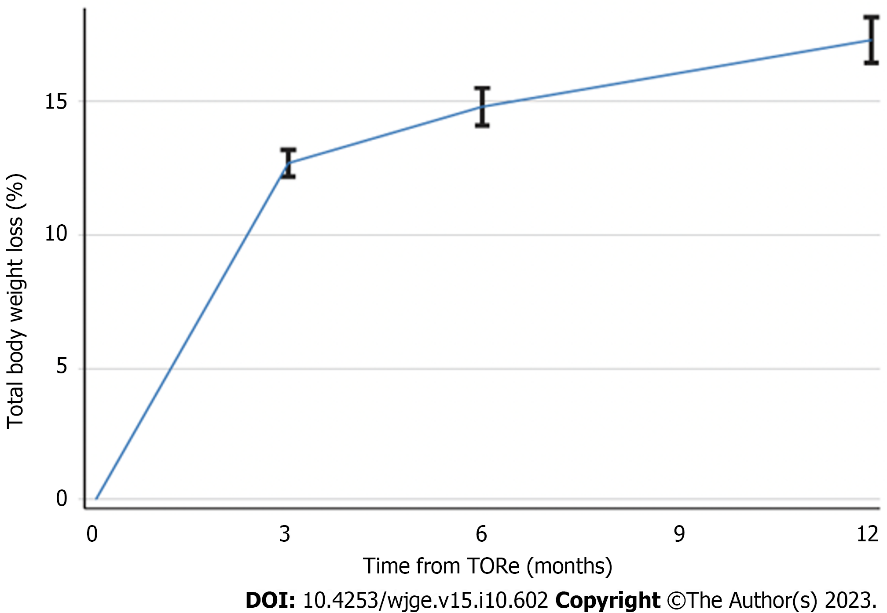 Total body weight loss (%)
15
10
5
0
0 3 6 9 12
Time from TORe (months)
DOI: 10.4253/wjge.v15.i10.602 Copyright ©The Author(s) 2023.